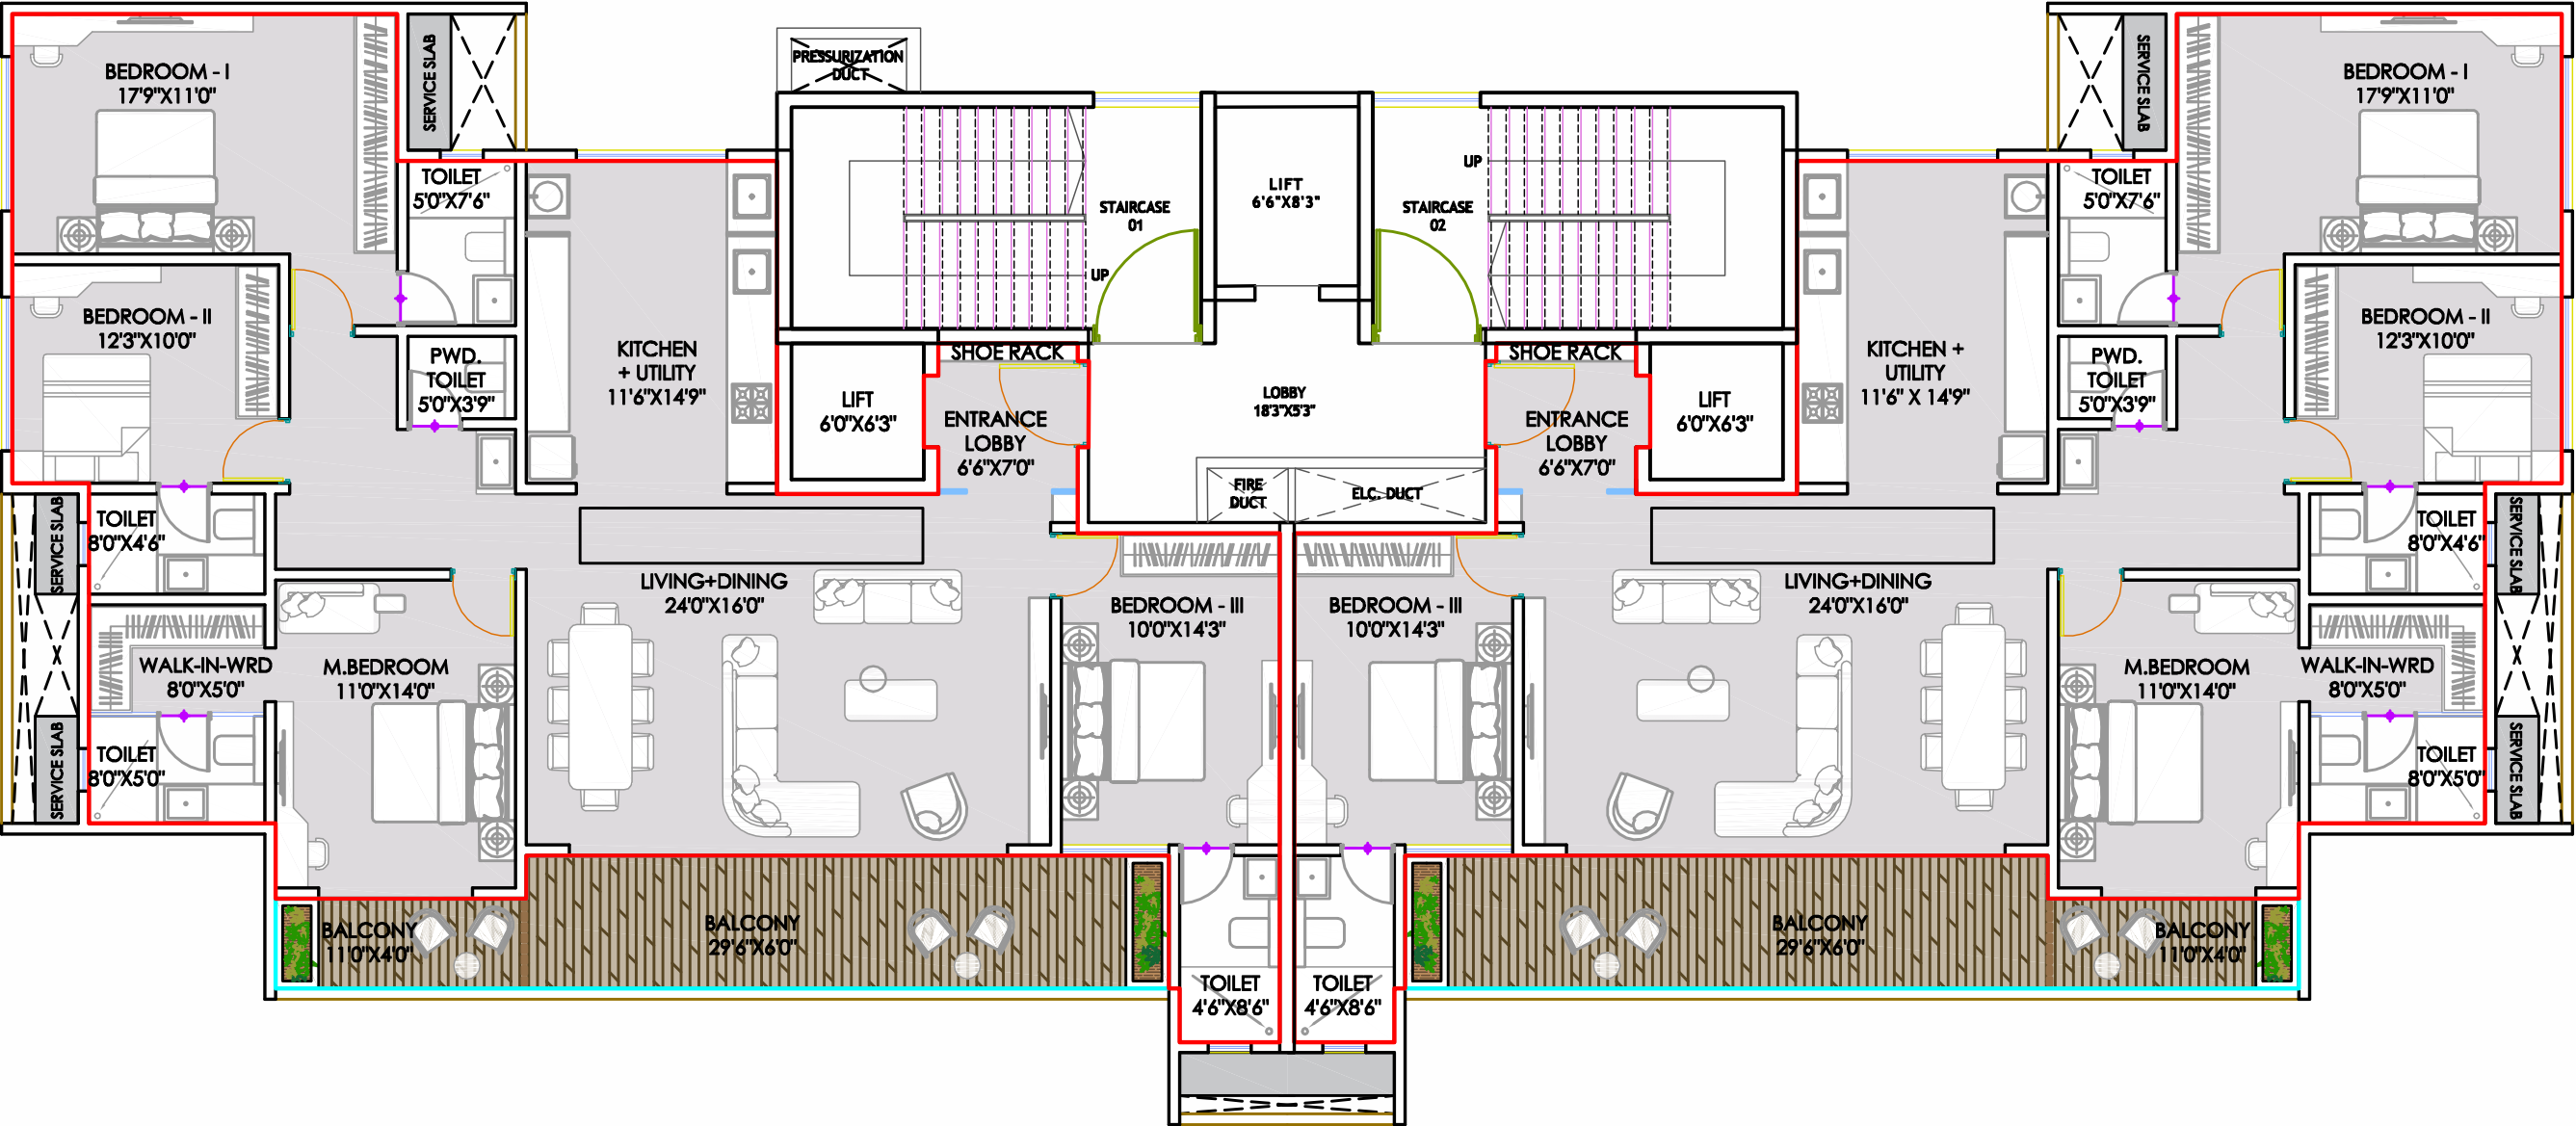 BEDROOM - I
17'9"X11'0"
SERVICE SLAB
PRESSURIZATION
DUCT
SERVICE SLAB
BEDROOM - I
17'9"X11'0"
TOILET
5'0"X7'6"
STAIRCASE
01
UP
LIFT
6'6"X8'3"
STAIRCASE
02
UP
TOILET
5'0"X7'6"
BEDROOM - II
12'3"X10'0"
PWD.
TOILET
5'0"X3'9"
KITCHEN
+ UTILITY
11'6"X14'9"
LIFT
6'0"X6'3"
SHOE RACK
ENTRANCE
LOBBY
6'6"X7'0"
LOBBY
18'3"X5'3"
SHOE RACK
ENTRANCE
LOBBY
6'6"X7'0"
LIFT
6'0"X6'3"
KITCHEN +
UTILITY
11'6" X 14'9"
PWD.
TOILET
5'0"X3'9"
BEDROOM - II
12'3"X10'0"
FIRE
DUCT
ELC. DUCT
SERVICE SLAB
TOILET
8'0"X4'6"
LIVING+DINING
24'0"X16'0"
BEDROOM - III
10'0"X14'3"
BEDROOM - III
10'0"X14'3"
LIVING+DINING
24'0"X16'0"
TOILET
8'0"X4'6"
SERVICE SLAB
WALK-IN-WRD
8'0"X5'0"
M.BEDROOM
11'0"X14'0"
M.BEDROOM
11'0"X14'0"
WALK-IN-WRD
8'0"X5'0"
SERVICE SLAB
TOILET
8'0"X5'0"
TOILET
8'0"X5'0"
SERVICE SLAB
BALCONY
11'0"X4'0"
BALCONY
29'6"X6'0"
BALCONY
29'6"X6'0"
BALCONY
11'0"X4'0"
TOILET
4'6"X8'6"
TOILET
4'6"X8'6"